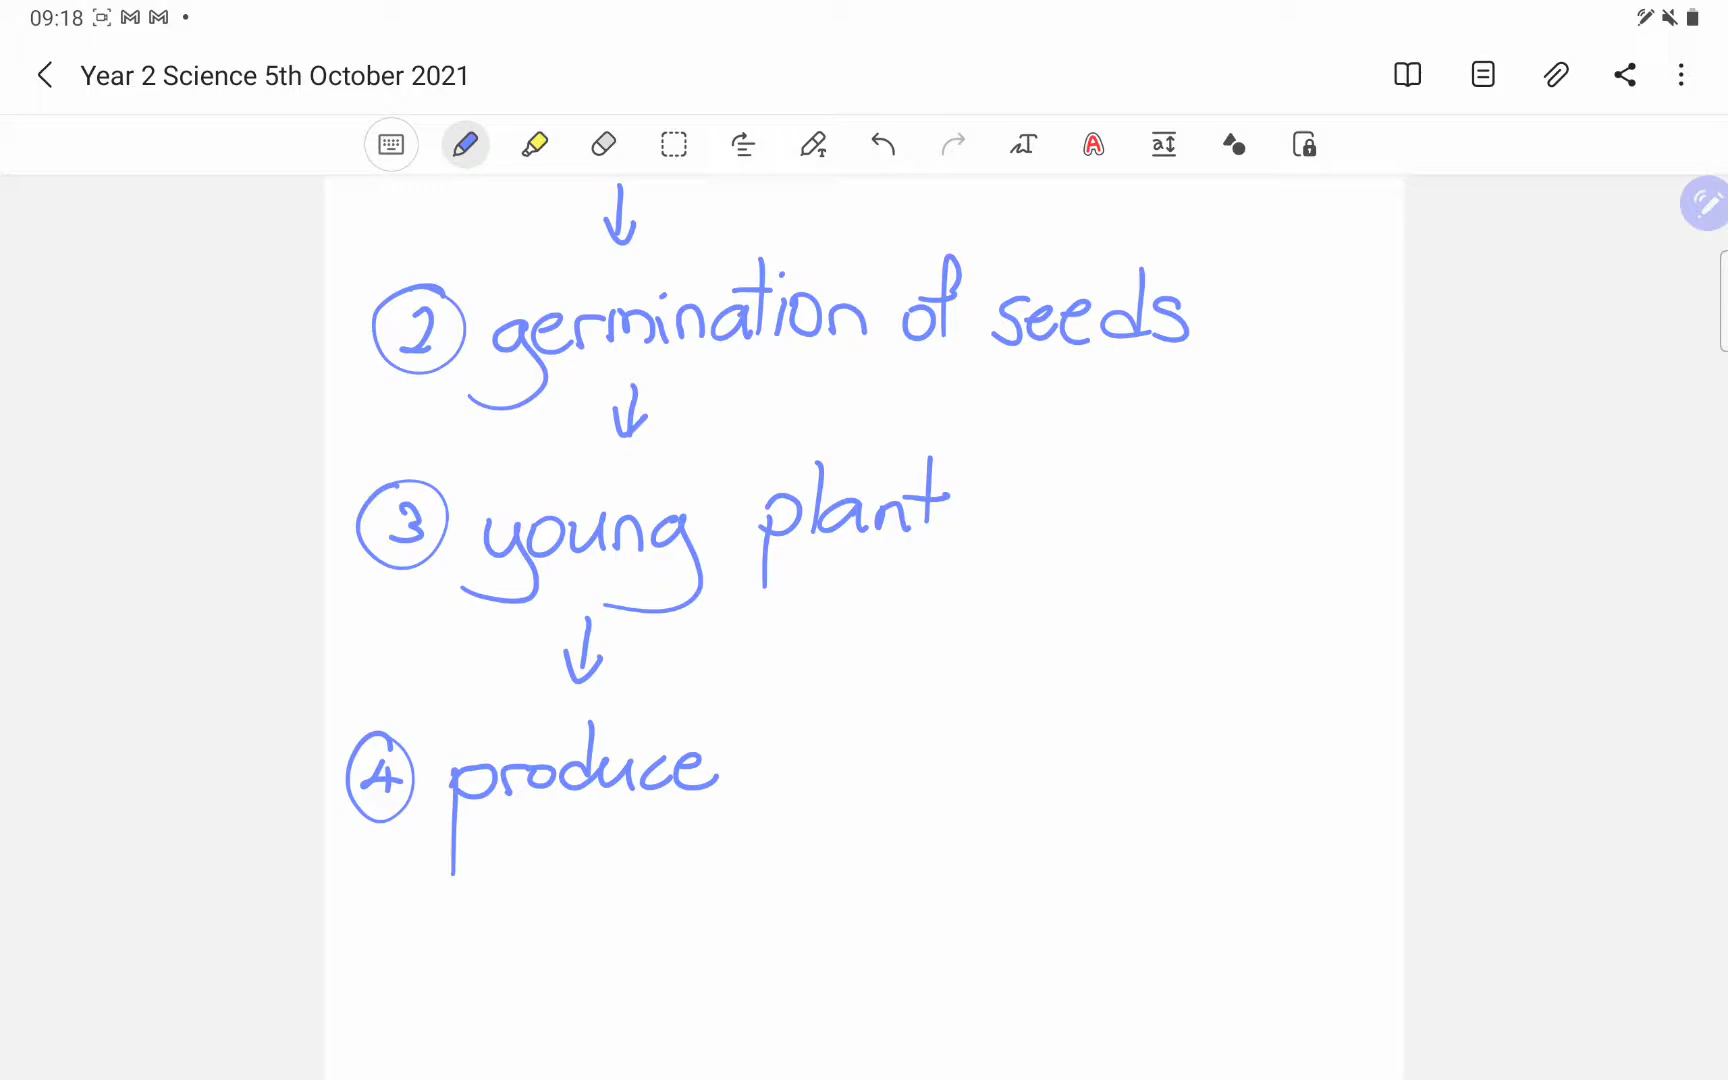 09:18
Year 2 Science 5th October 2021
↓
② germination of seeds
↓
③ young plant
↓
④ produce